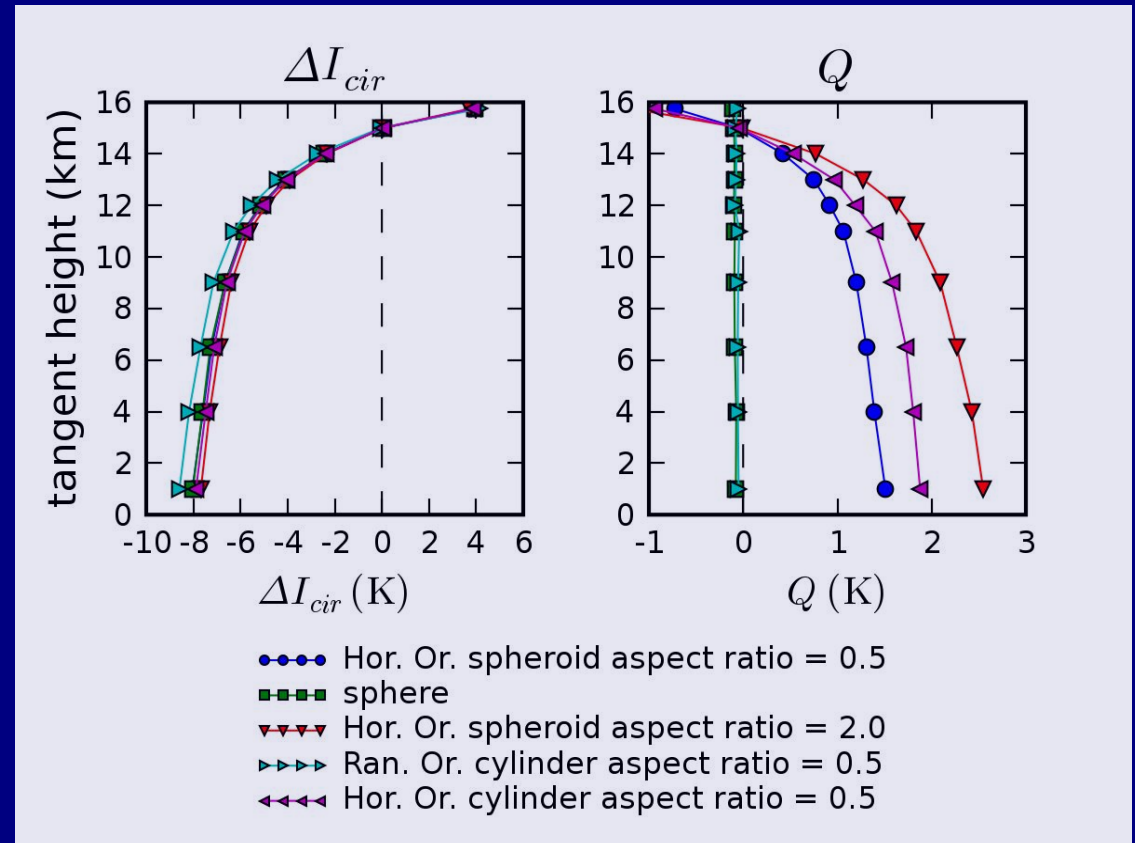 ΔI_cir
Q
tangent height (km)
16
14
12
10
8
6
4
2
0
-10 -8 -6 -4 -2 0 2 4 6
16
14
12
10
8
6
4
2
0
-1 0 1 2 3
ΔI_cir (K)
Q (K)
Hor. Or. spheroid aspect ratio = 0.5
sphere
Hor. Or. spheroid aspect ratio = 2.0
Ran. Or. cylinder aspect ratio = 0.5
Hor. Or. cylinder aspect ratio = 0.5